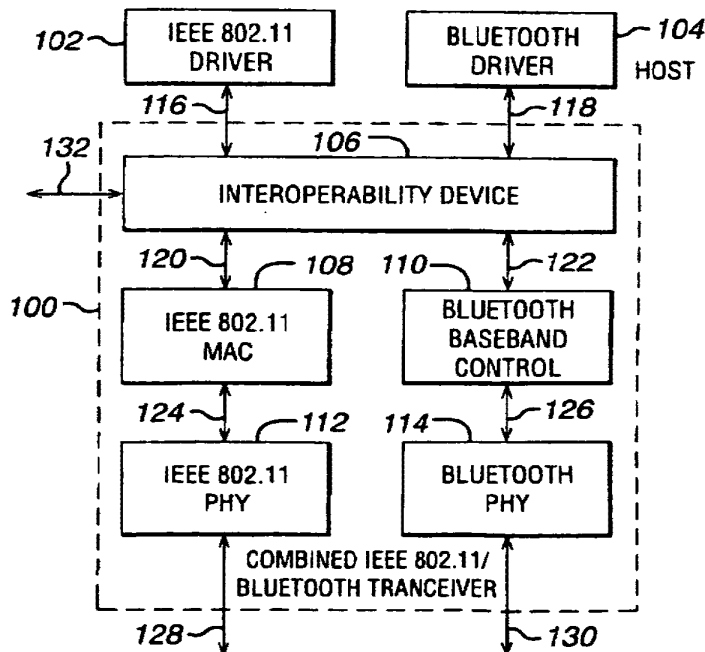 102
IEEE 802.11
DRIVER
BLUETOOTH
DRIVER
104
HOST
116
118
132
106
INTEROPERABILITY DEVICE
120
108
110
122
100
IEEE 802.11
MAC
BLUETOOTH
BASEBAND
CONTROL
124
112
114
126
IEEE 802.11
PHY
BLUETOOTH
PHY
COMBINED IEEE 802.11/
BLUETOOTH TRANCEIVER
128
130